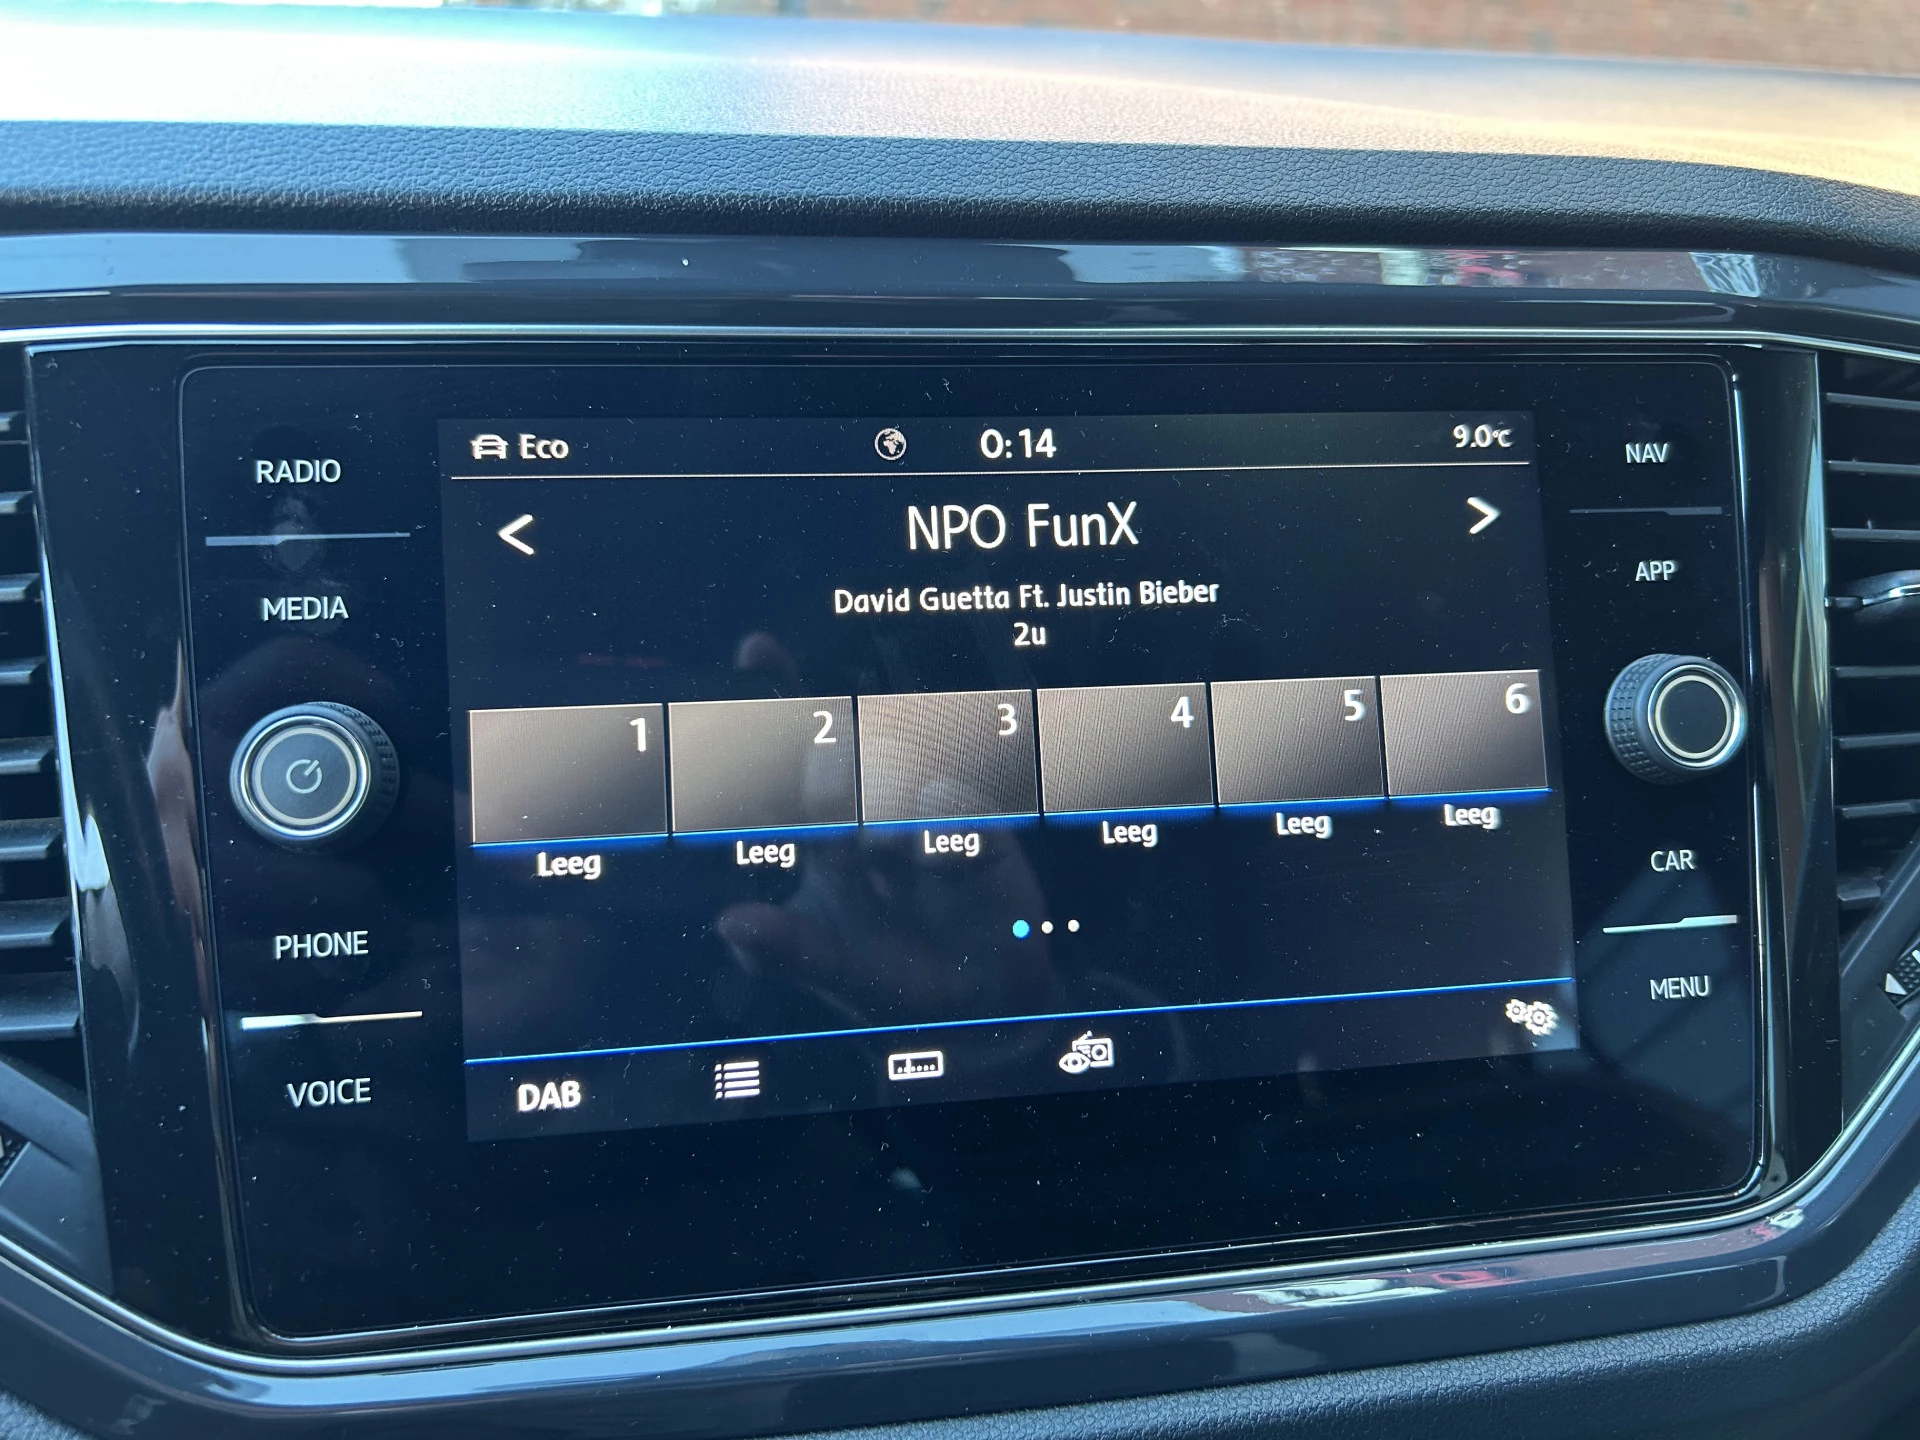 RADIO
MEDIA
PHONE
VOICE
Eco
0:14
9.0°C
NPO FunX
David Guetta Ft. Justin Bieber
2u
1
2
3
4
5
6
Leeg
Leeg
Leeg
Leeg
Leeg
Leeg
DAB
NAV
APP
CAR
MENU